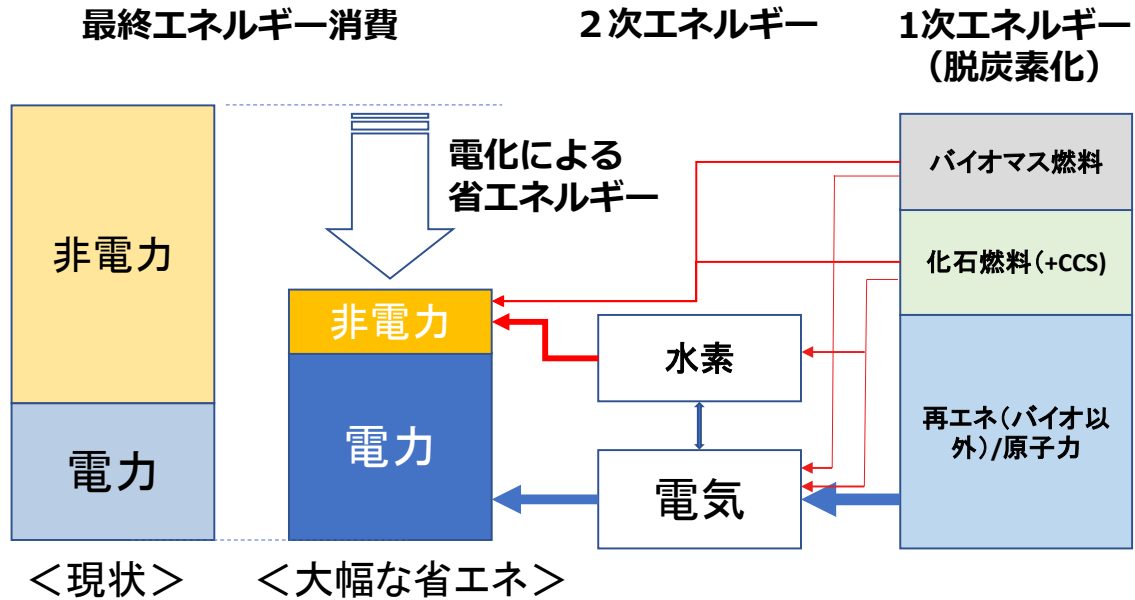 最終エネルギー消費
２次エネルギー
1次エネルギー
（脱炭素化）
電化による
省エネルギー
非電力
電力
非電力
電力
水素
電気
バイオマス燃料
化石燃料（+CCS)
再エネ（バイオ以
外）/原子力
＜現状＞
＜大幅な省エネ＞